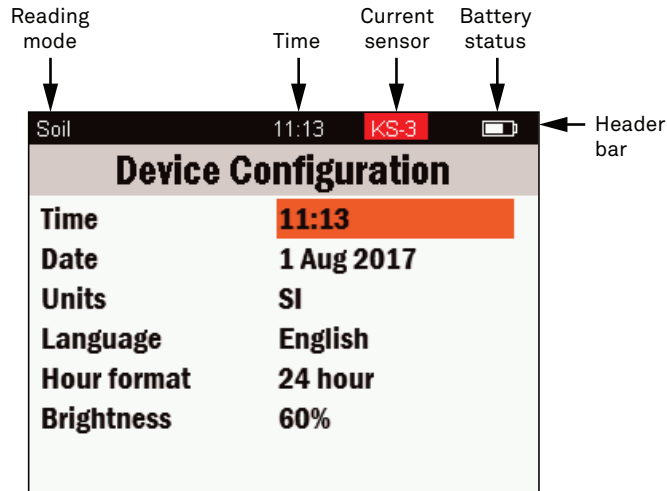 Reading
mode
Time
Current
sensor
Battery
status
Header
bar
Soil 11:13 KS-3
Device Configuration
Time 11:13
Date 1 Aug 2017
Units SI
Language English
Hour format 24 hour
Brightness 60%